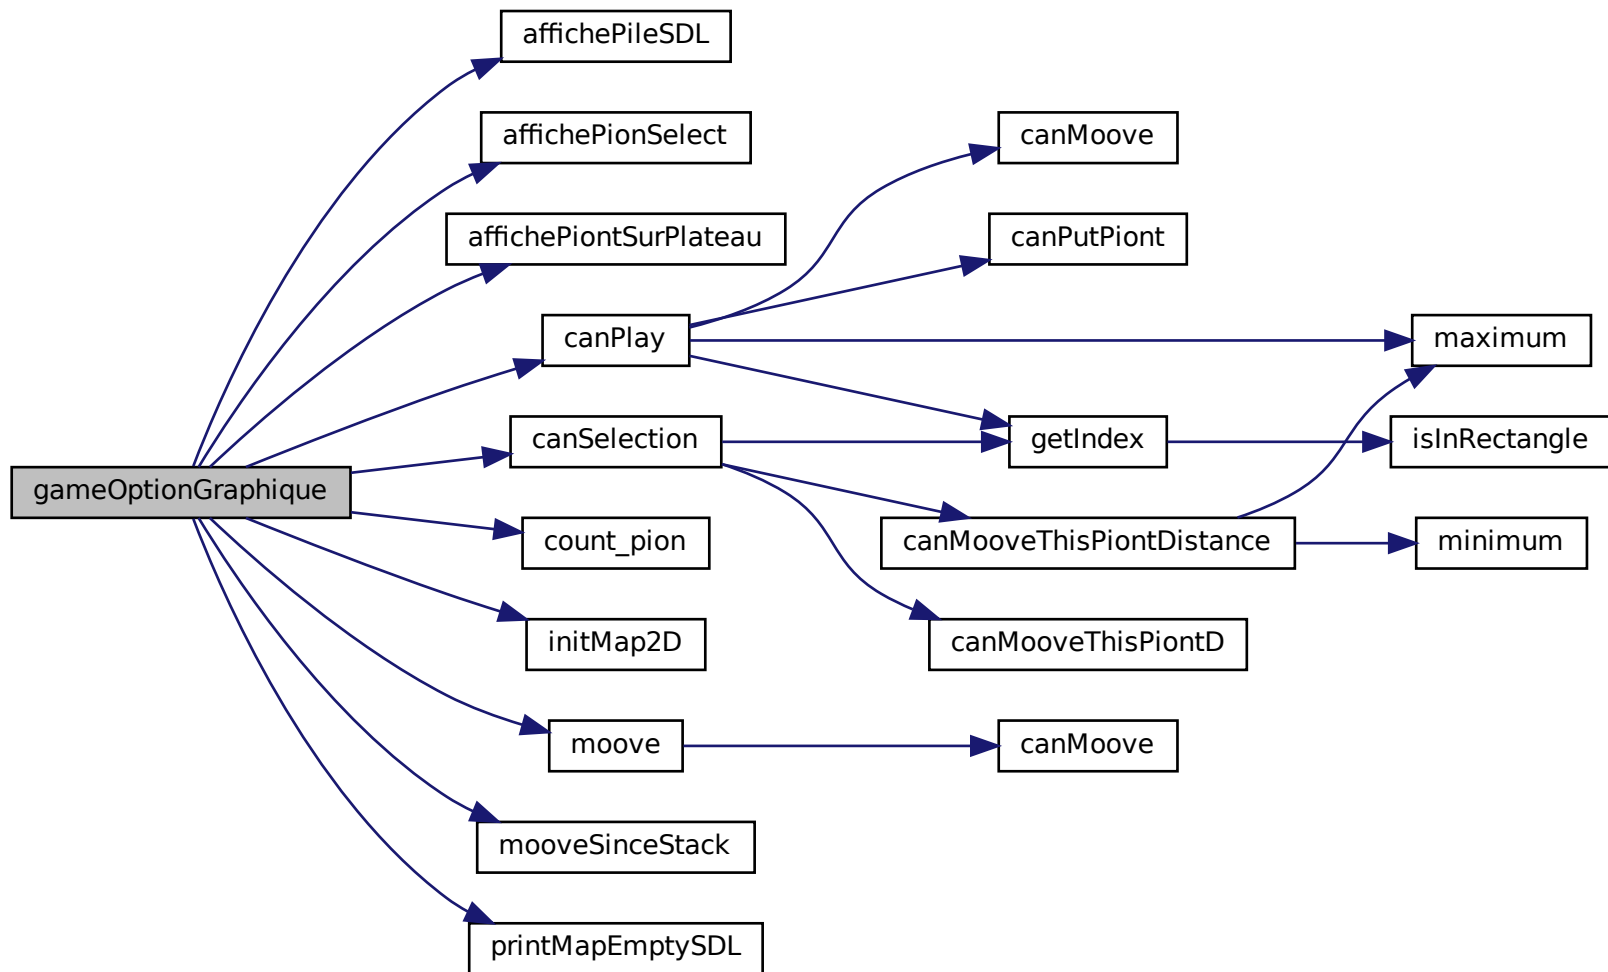 affichePileSDL
affichePionSelect
canMoove
affichePiontSurPlateau
canPutPiont
canPlay
maximum
canSelection
getIndex
isInRectangle
gameOptionGraphique
count_pion
canMooveThisPiontDistance
minimum
initMap2D
canMooveThisPiontD
moove
canMoove
mooveSinceStack
printMapEmptySDL